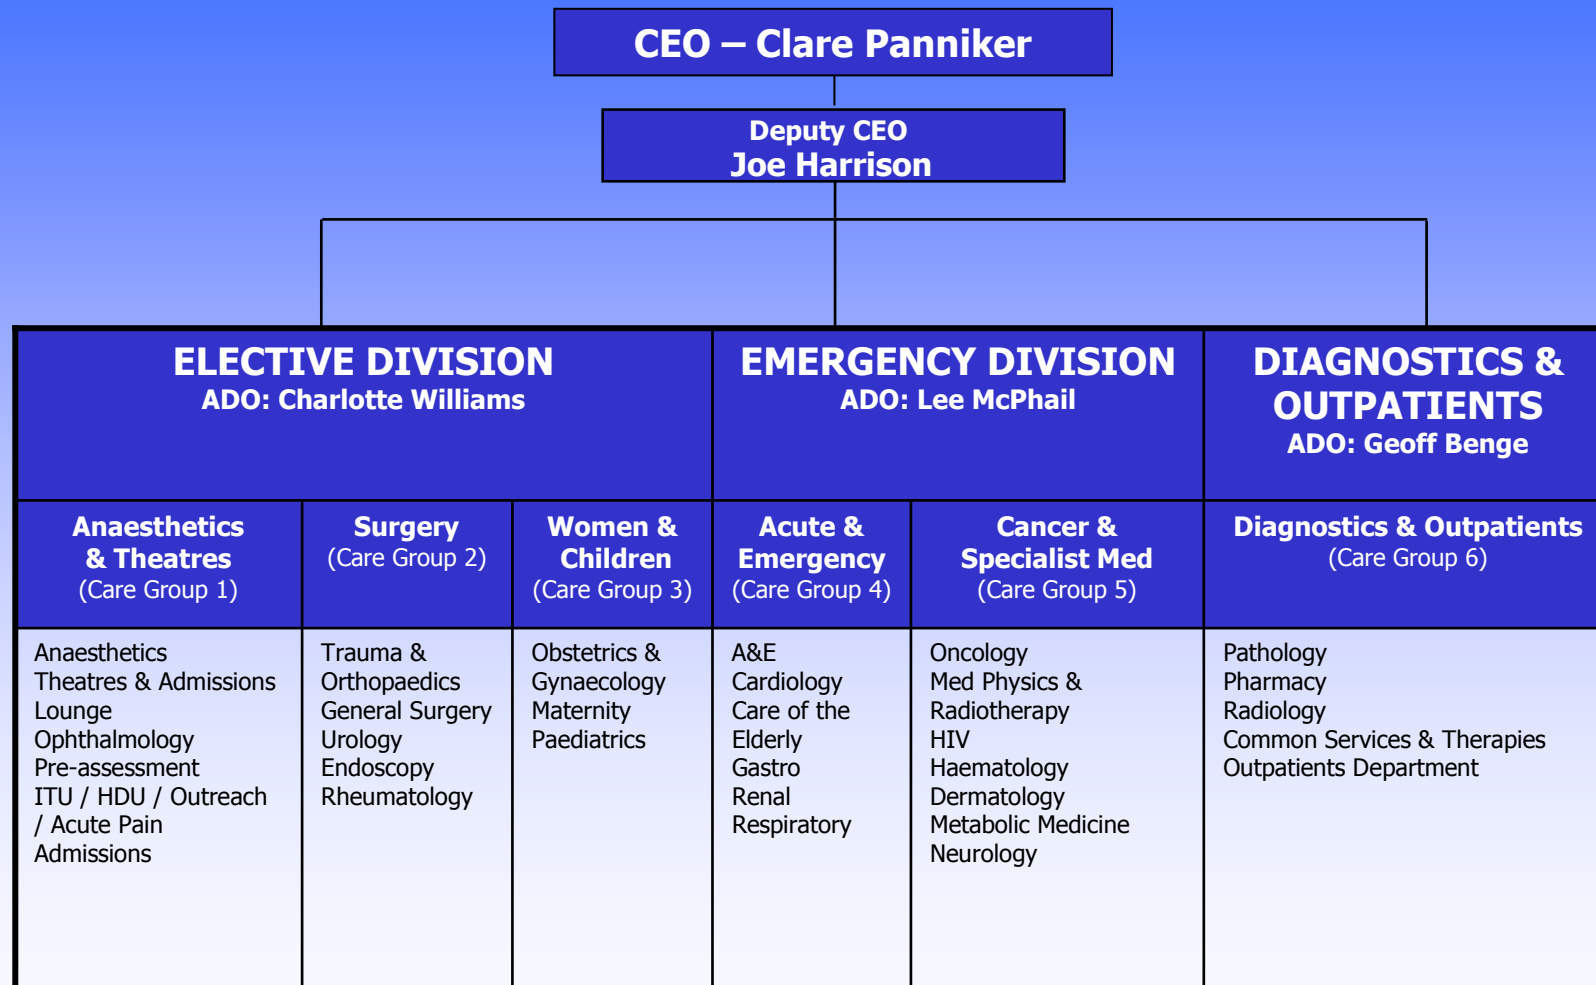 CEO – Clare Panniker
Deputy CEO
Joe Harrison
ELECTIVE DIVISION
ADO: Charlotte Williams
EMERGENCY DIVISION
ADO: Lee McPhail
DIAGNOSTICS &
OUTPATIENTS
ADO: Geoff Benge
Anaesthetics
& Theatres
(Care Group 1)
Surgery
(Care Group 2)
Women &
Children
(Care Group 3)
Acute &
Emergency
(Care Group 4)
Cancer &
Specialist Med
(Care Group 5)
Diagnostics & Outpatients
(Care Group 6)
Anaesthetics
Theatres & Admissions
Lounge
Ophthalmology
Pre-assessment
ITU / HDU / Outreach
/ Acute Pain
Admissions
Trauma &
Orthopaedics
General Surgery
Urology
Endoscopy
Rheumatology
Obstetrics &
Gynaecology
Maternity
Paediatrics
A&E
Cardiology
Care of the
Elderly
Gastro
Renal
Respiratory
Oncology
Med Physics &
Radiotherapy
HIV
Haematology
Dermatology
Metabolic Medicine
Neurology
Pathology
Pharmacy
Radiology
Common Services & Therapies
Outpatients Department